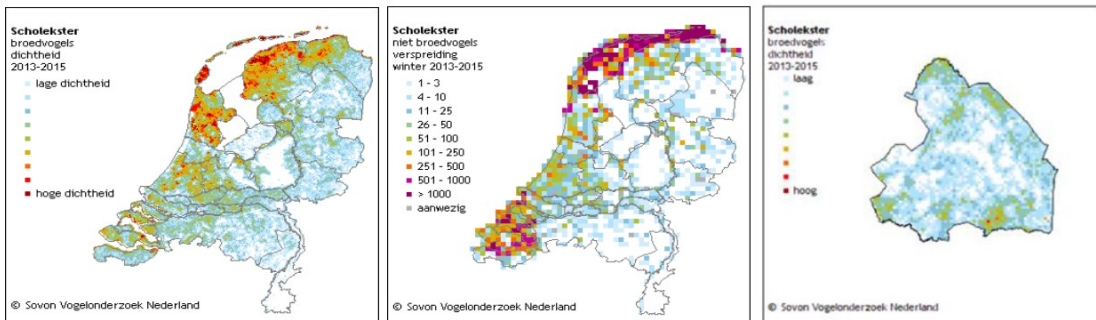 Scholekster
broedvogels
dichtheid
2013-2015
lage dichtheid
hoge dichtheid
© Sovon Vogelonderzoek Nederland
Scholekster
niet broedvogels
verspreiding
winter 2013-2015
1 - 3
4 - 10
11 - 25
26 - 50
51 - 100
101 - 250
251 - 500
501 - 1000
> 1000
aanwezig
© Sovon Vogelonderzoek Nederland
Scholekster
broedvogels
dichtheid
2013-2015
laag
hoog
© Sovon Vogelonderzoek Nederland